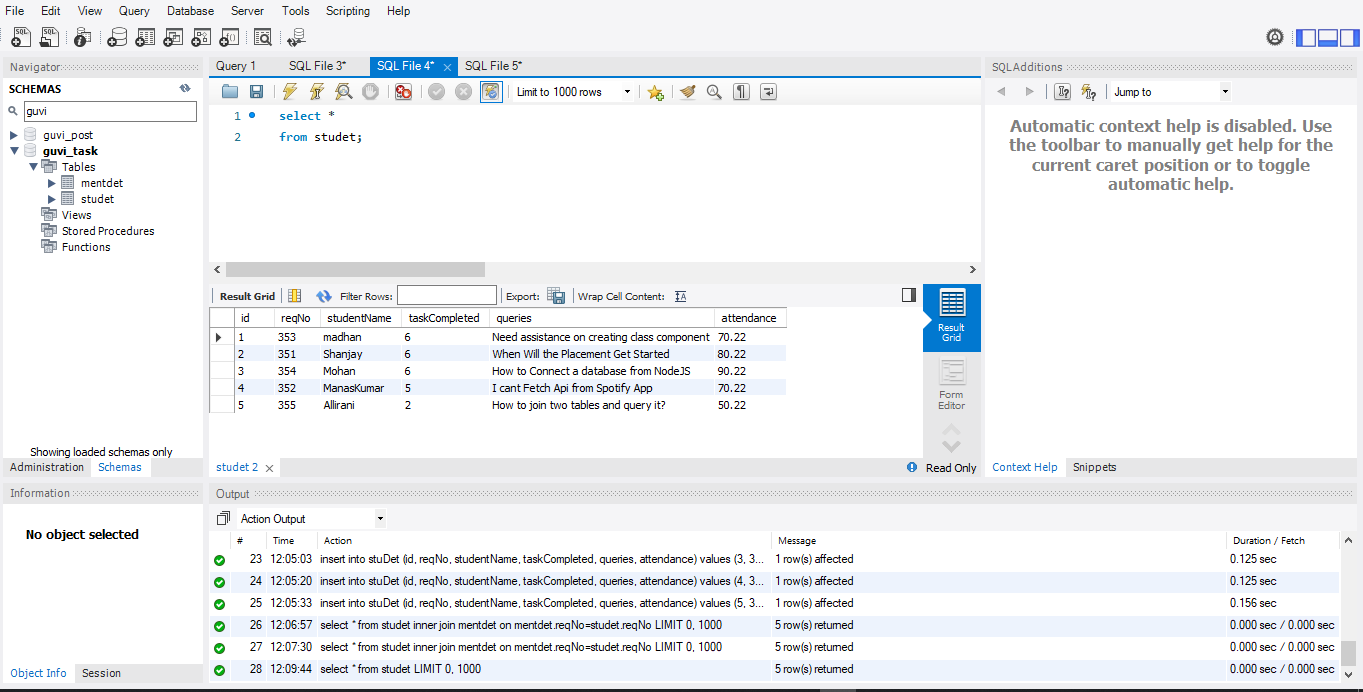 File Edit View Query Database Server Tools Scripting Help
Navigator
SCHEMAS
guvi
guvi_post
guvi_task
Tables
mentdet
studet
Views
Stored Procedures
Functions
Showing loaded schemas only
Administration Schemas
Information
No object selected
Object Info Session
Query 1 SQL File 3* SQL File 4* SQL File 5*
Limit to 1000 rows
1 select *
2 from studet;
Result Grid Filter Rows: Export: Wrap Cell Content: IA
id reqNo studentName taskCompleted queries attendance
1 353 madhan 6 Need assistance on creating class component 70.22
2 351 Shanjay 6 When Will the Placement Get Started 80.22
3 354 Mohan 6 How to Connect a database from NodeJS 90.22
4 352 ManasKumar 5 I cant Fetch Api from Spotify App 70.22
5 355 Allirani 2 How to join two tables and query it? 50.22
Result
Grid
Form
Editor
studet 2 Read Only
SQLAdditions
Jump to
Automatic context help is disabled. Use
the toolbar to manually get help for the
current caret position or to toggle
automatic help.
Context Help Snippets
Output
Action Output
# Time Action Message Duration / Fetch
23 12:05:03 insert into stuDet (id, reqNo, studentName, taskCompleted, queries, attendance) values (3, 3... 1 row(s) affected 0.125 sec
24 12:05:20 insert into stuDet (id, reqNo, studentName, taskCompleted, queries, attendance) values (4, 3... 1 row(s) affected 0.125 sec
25 12:05:33 insert into stuDet (id, reqNo, studentName, taskCompleted, queries, attendance) values (5, 3... 1 row(s) affected 0.156 sec
26 12:06:57 select * from studet inner join mentdet on mentdet.reqNo=studet.reqNo LIMIT 0, 1000 5 row(s) returned 0.000 sec / 0.000 sec
27 12:07:30 select * from studet inner join mentdet on mentdet.reqNo=studet.reqNo LIMIT 0, 1000 5 row(s) returned 0.000 sec / 0.000 sec
28 12:09:44 select * from studet LIMIT 0, 1000 5 row(s) returned 0.000 sec / 0.000 sec